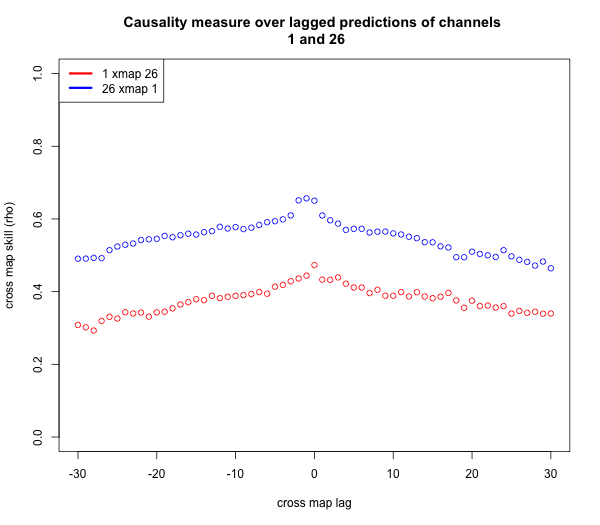 Causality measure over lagged predictions of channels
1 and 26
1 xmap 26
26 xmap 1
cross map skill (rho)
1.0
0.8
0.6
0.4
0.2
0.0
-30 -20 -10 0 10 20 30
cross map lag